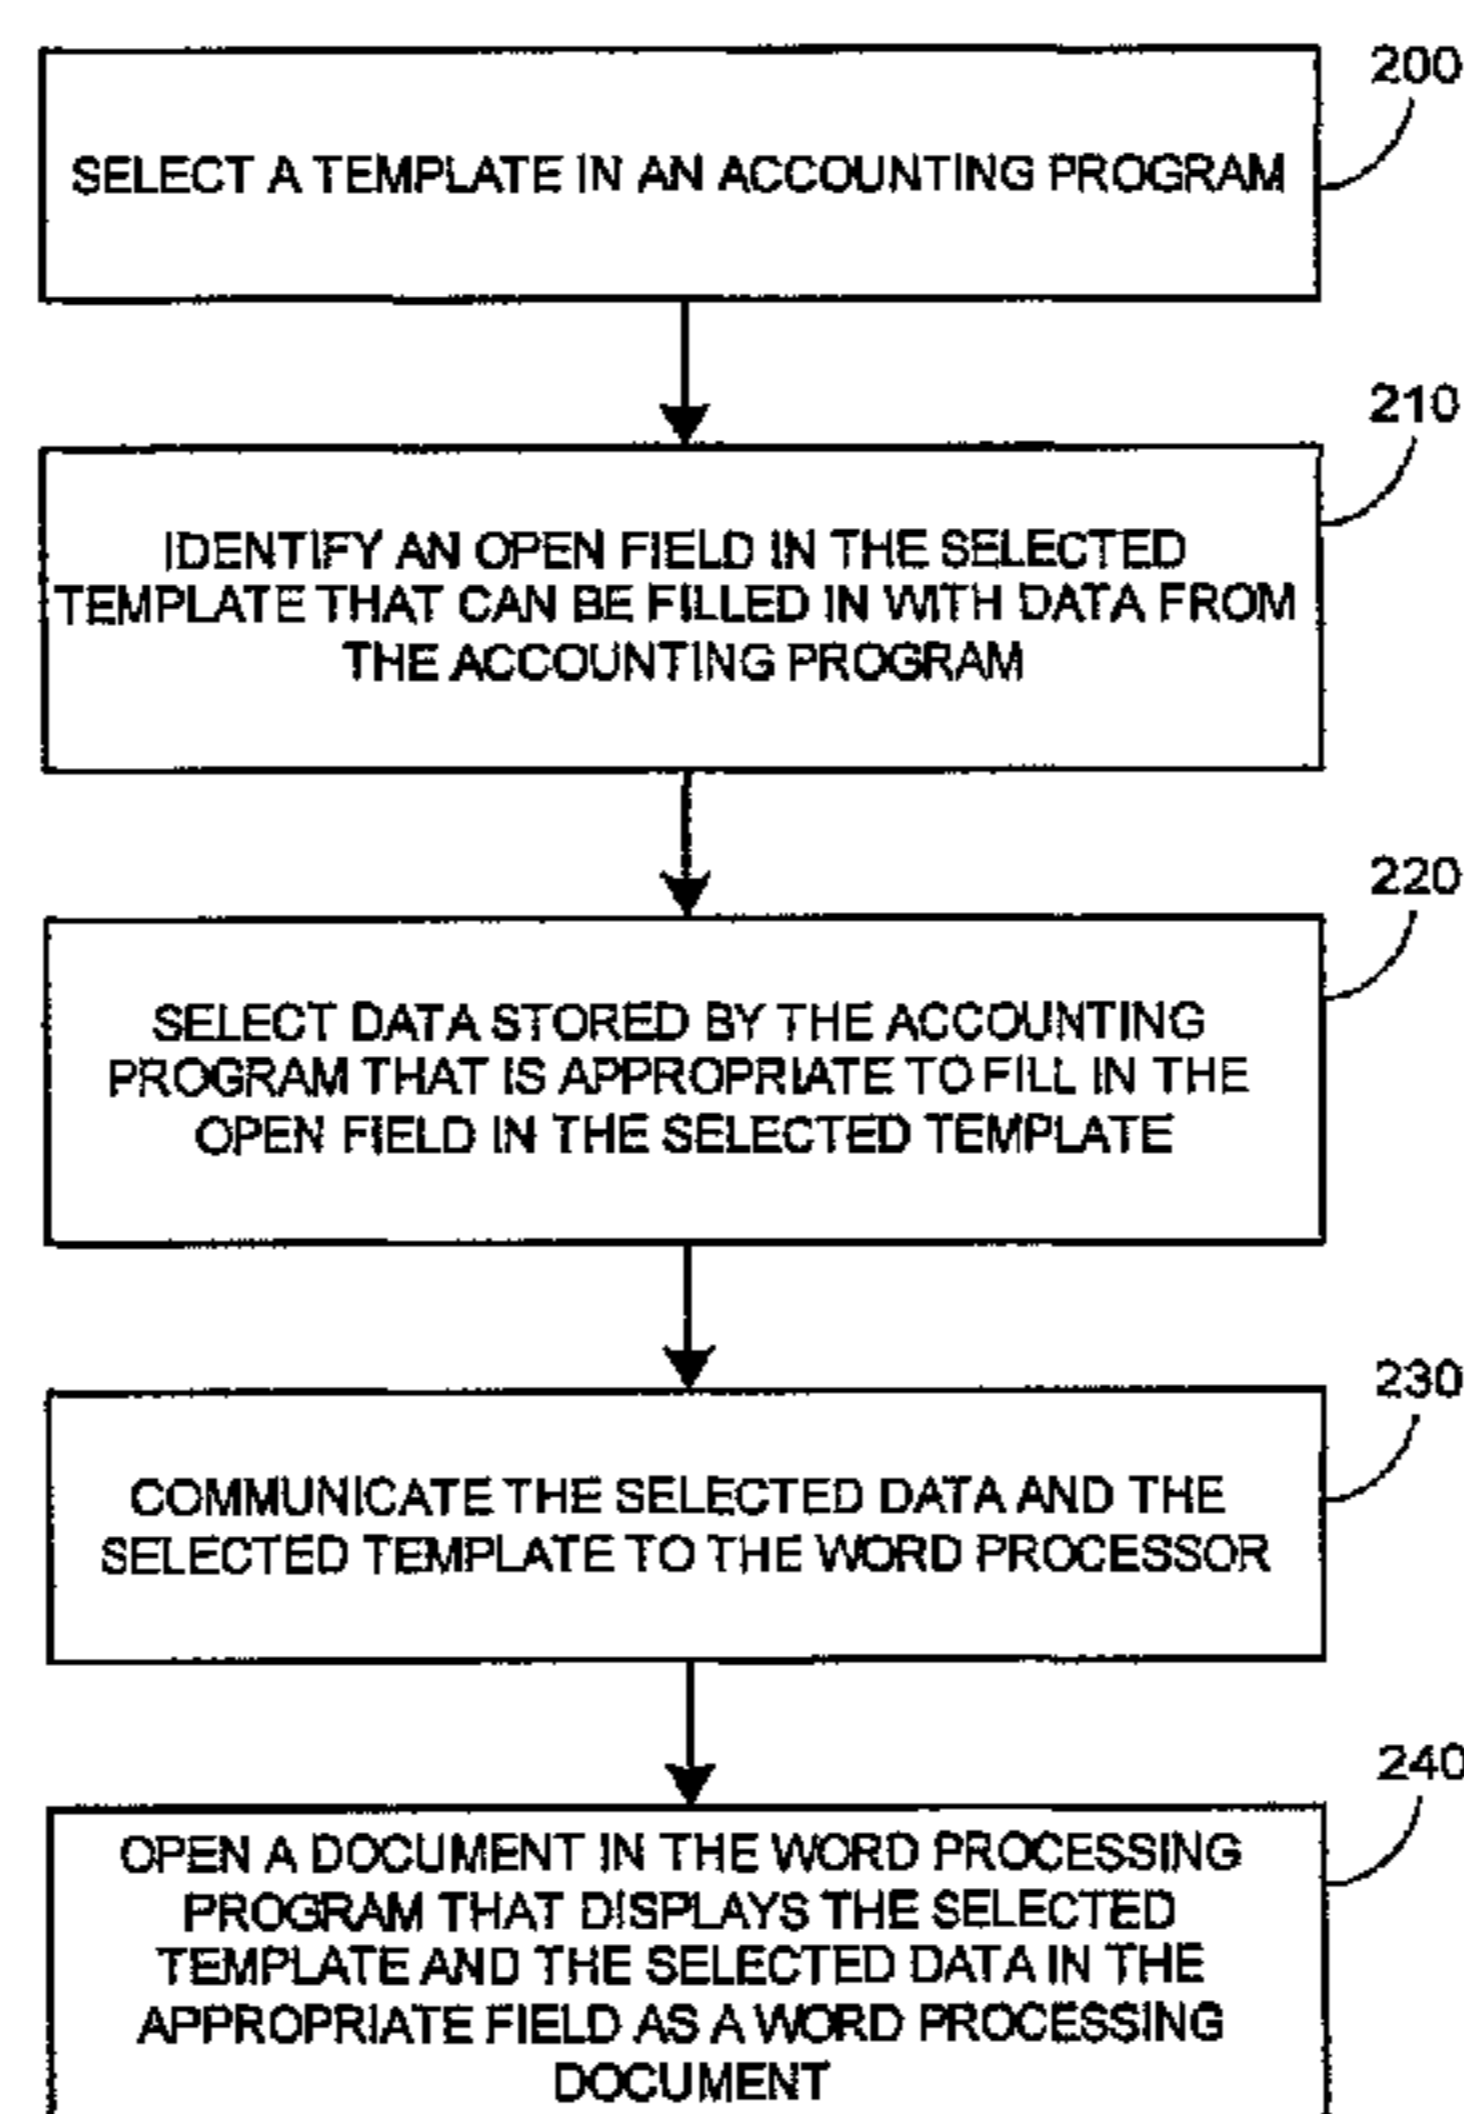 200
SELECT A TEMPLATE IN AN ACCOUNTING PROGRAM
210
IDENTIFY AN OPEN FIELD IN THE SELECTED
TEMPLATE THAT CAN BE FILLED IN WITH DATA FROM
THE ACCOUNTING PROGRAM
220
SELECT DATA STORED BY THE ACCOUNTING
PROGRAM THAT IS APPROPRIATE TO FILL IN THE
OPEN FIELD IN THE SELECTED TEMPLATE
230
COMMUNICATE THE SELECTED DATA AND THE
SELECTED TEMPLATE TO THE WORD PROCESSOR
240
OPEN A DOCUMENT IN THE WORD PROCESSING
PROGRAM THAT DISPLAYS THE SELECTED
TEMPLATE AND THE SELECTED DATA IN THE
APPROPRIATE FIELD AS A WORD PROCESSING
DOCUMENT